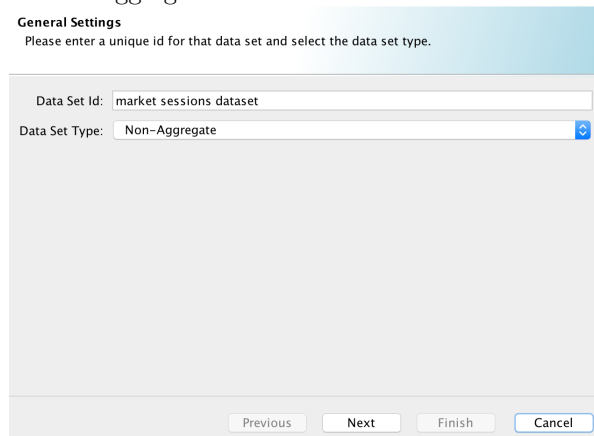 General Settings
Please enter a unique id for that data set and select the data set type.
Data Set Id: market sessions dataset
Data Set Type: Non-Aggregate
Previous Next Finish Cancel